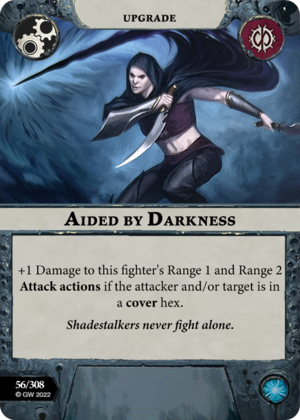 UPGRADE
AIDED BY DARKNESS
+1 Damage to this fighter's Range 1 and Range 2
Attack actions if the attacker and/or target is in
a cover hex.
Shadestalkers never fight alone.
56/308
© GW 2022